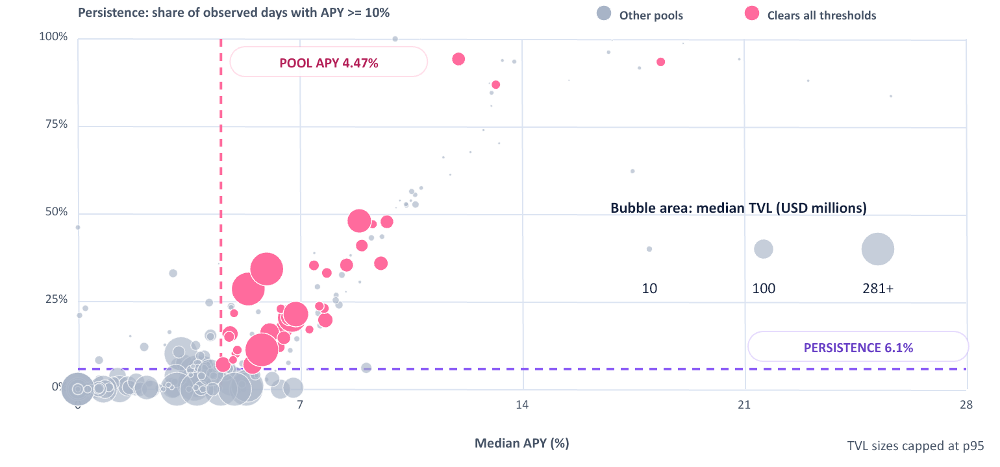 Persistence: share of observed days with APY >= 10%
Other pools
Clears all thresholds
100%
POOL APY 4.47%
75%
50%
Bubble area: median TVL (USD millions)
10
100
281+
25%
PERSISTENCE 6.1%
0%
7
14
21
28
Median APY (%)
TVL sizes capped at p95